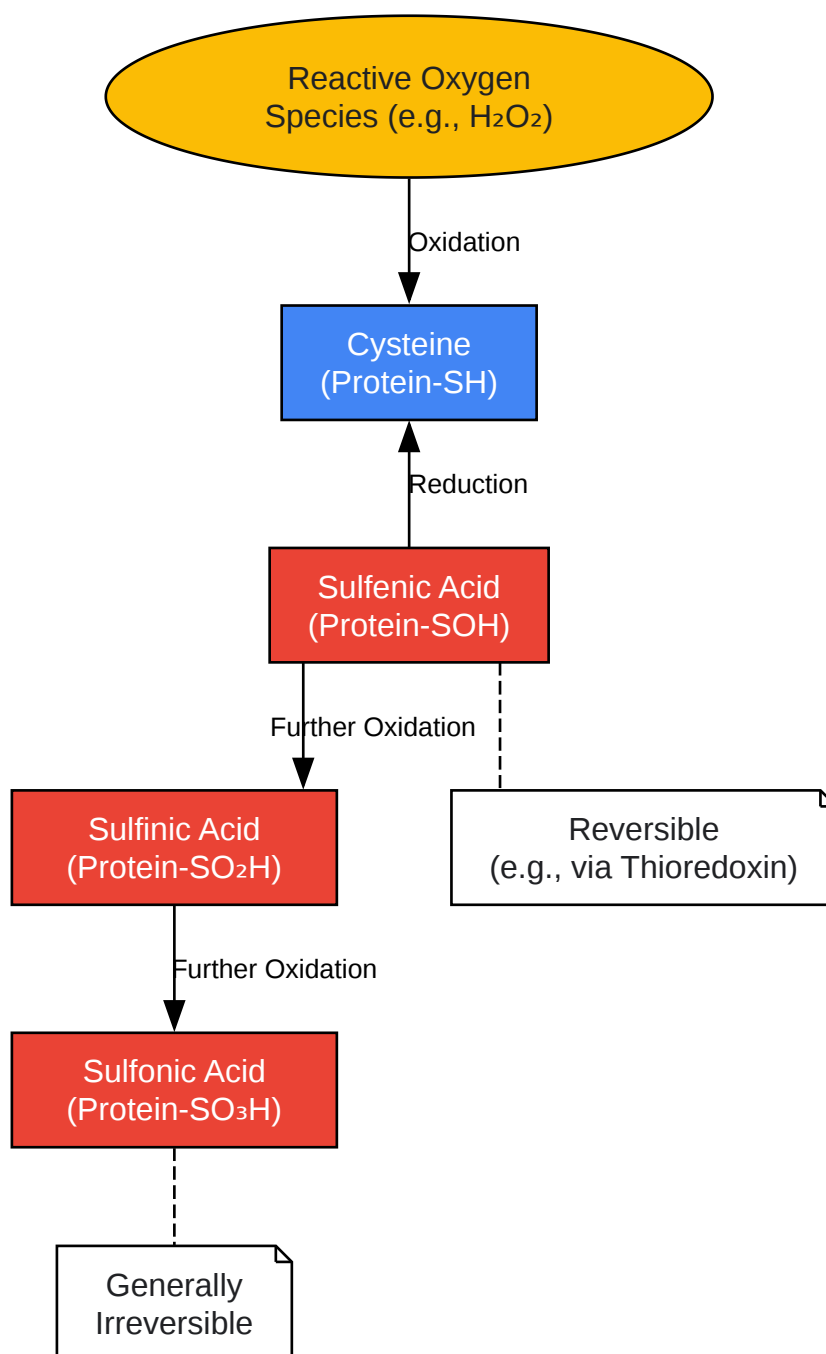 Reactive Oxygen
Species (e.g., H₂O₂)
Oxidation
Cysteine
(Protein-SH)
Reduction
Sulfenic Acid
(Protein-SOH)
Further Oxidation
Sulfinic Acid
(Protein-SO₂H)
Reversible
(e.g., via Thioredoxin)
Further Oxidation
Sulfonic Acid
(Protein-SO₃H)
Generally
Irreversible